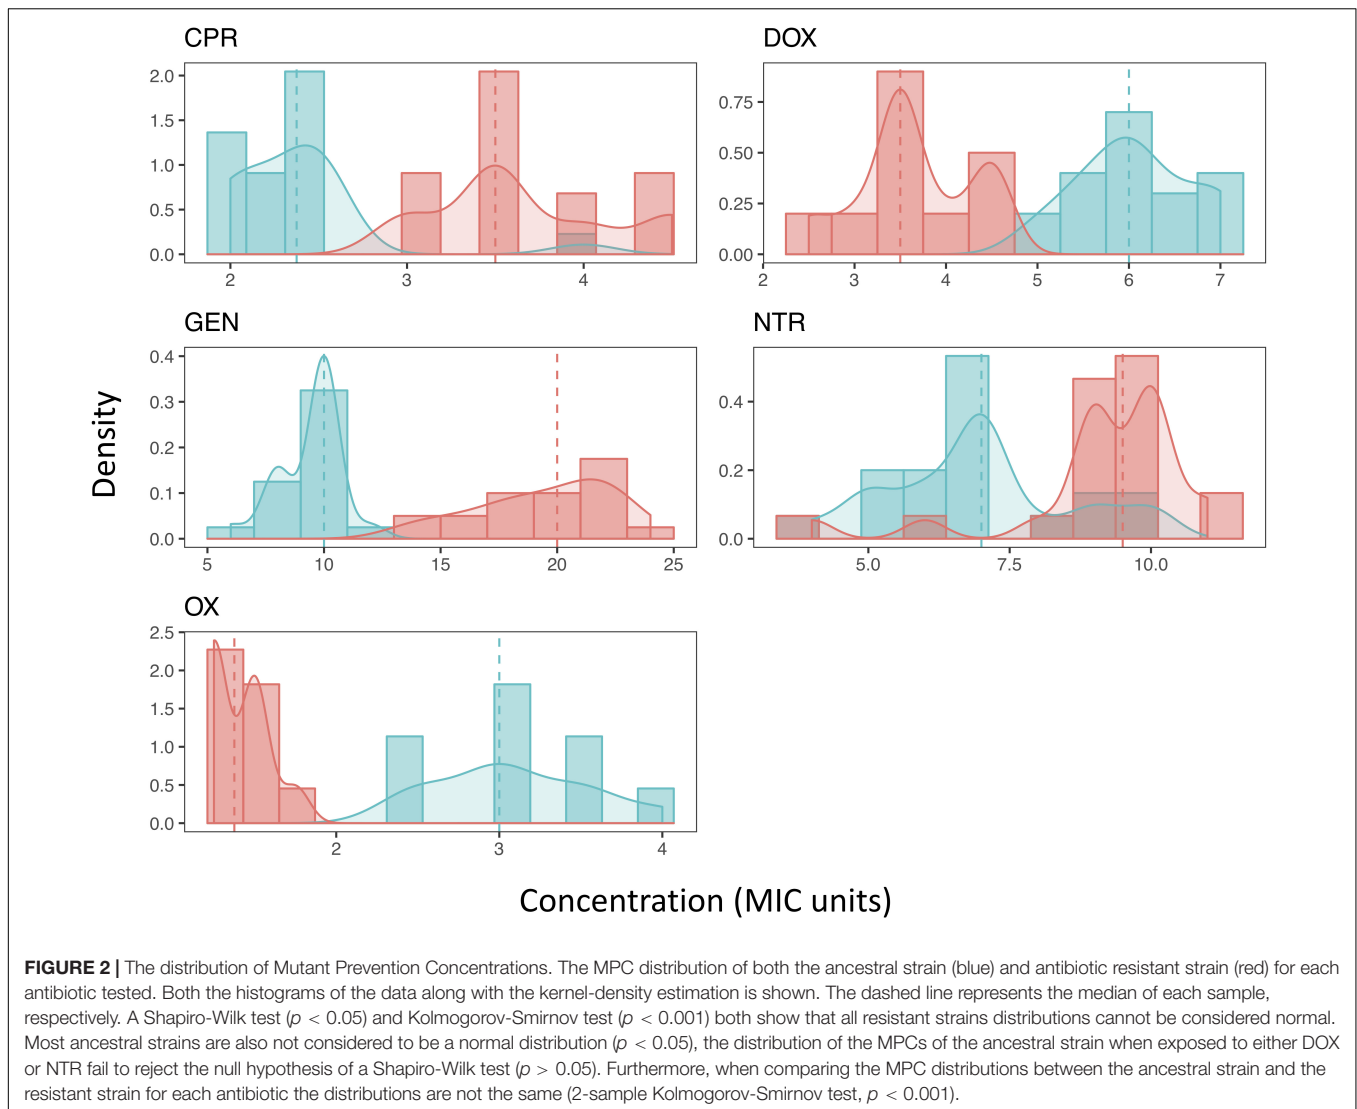 CPR
DOX
2.0
1.5
1.0
0.5
0.0
2 3 4
0.75
0.50
0.25
0.00
2 3 4 5 6 7
GEN
NTR
0.4
0.3
0.2
0.1
0.0
5 10 15 20 25
0.4
0.2
0.0
5.0 7.5 10.0
Density
OX
2.5
2.0
1.5
1.0
0.5
0.0
2 3 4
Concentration (MIC units)
FIGURE 2 | The distribution of Mutant Prevention Concentrations. The MPC distribution of both the ancestral strain (blue) and antibiotic resistant strain (red) for each
antibiotic tested. Both the histograms of the data along with the kernel-density estimation is shown. The dashed line represents the median of each sample,
respectively. A Shapiro-Wilk test (p < 0.05) and Kolmogorov-Smirnov test (p < 0.001) both show that all resistant strains distributions cannot be considered normal.
Most ancestral strains are also not considered to be a normal distribution (p < 0.05), the distribution of the MPCs of the ancestral strain when exposed to either DOX
or NTR fail to reject the null hypothesis of a Shapiro-Wilk test (p > 0.05). Furthermore, when comparing the MPC distributions between the ancestral strain and the
resistant strain for each antibiotic the distributions are not the same (2-sample Kolmogorov-Smirnov test, p < 0.001).